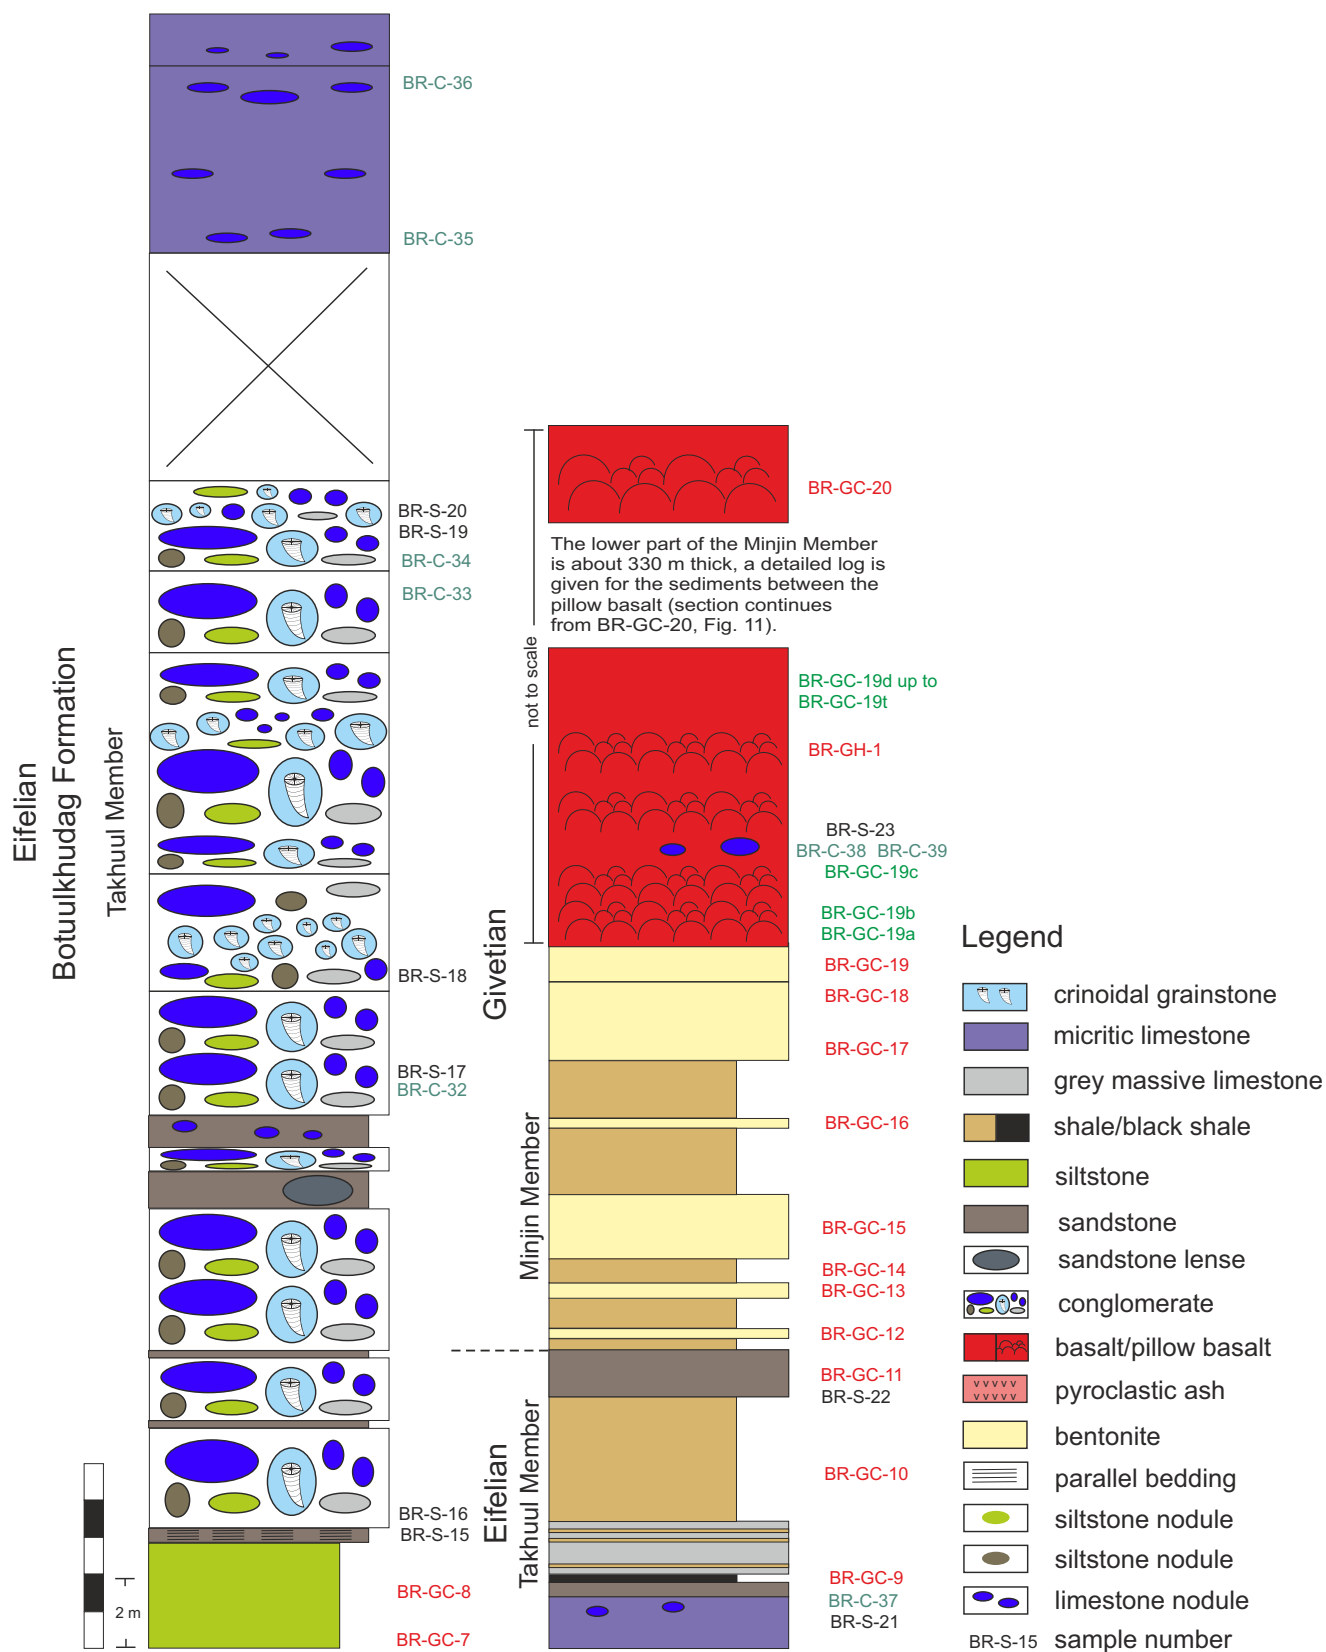 Eifelian
Botuulkhudag Formation
Takhuul Member
BR-C-36
BR-C-35
BR-S-20
BR-S-19
BR-C-34
BR-C-33
BR-S-18
BR-S-17
BR-C-32
BR-S-16
BR-S-15
BR-GC-8
BR-GC-7
2 m
Givetian
Minjin Member
Eifelian
Takhuul Member
not to scale
BR-GC-20
The lower part of the Minjin Member
is about 330 m thick, a detailed log is
given for the sediments between the
pillow basalt (section continues
from BR-GC-20, Fig. 11).
BR-GC-19d up to
BR-GC-19t
BR-GH-1
BR-S-23
BR-C-38 BR-C-39
BR-GC-19c
BR-GC-19b
BR-GC-19a
BR-GC-19
BR-GC-18
BR-GC-17
BR-GC-16
BR-GC-15
BR-GC-14
BR-GC-13
BR-GC-12
BR-GC-11
BR-S-22
BR-GC-10
BR-GC-9
BR-C-37
BR-S-21
Legend
crinoidal grainstone
micritic limestone
grey massive limestone
shale/black shale
siltstone
sandstone
sandstone lense
conglomerate
basalt/pillow basalt
v v v v v
v v v v v
pyroclastic ash
bentonite
parallel bedding
siltstone nodule
siltstone nodule
limestone nodule
BR-S-15 sample number